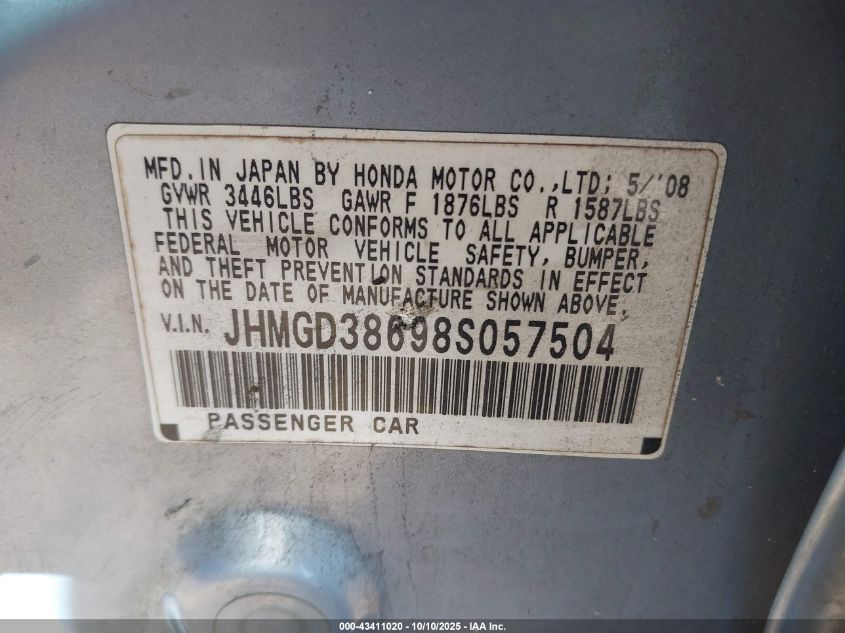 MFD.IN JAPAN BY HONDA MOTOR CO.,LTD; 5/'08
GVWR 3446LBS GAWR F 1876LBS R 1587LBS
THIS VEHICLE CONFORMS TO ALL APPLICABLE
FEDERAL MOTOR VEHICLE SAFETY, BUMPER,
AND THEFT PREVENTION STANDARDS IN EFFECT
ON THE DATE OF MANUFACTURE SHOWN ABOVE.
V.I.N. JHMGD38698S057504
PASSENGER CAR
000-43411020 - 10/10/2025 - IAA Inc.